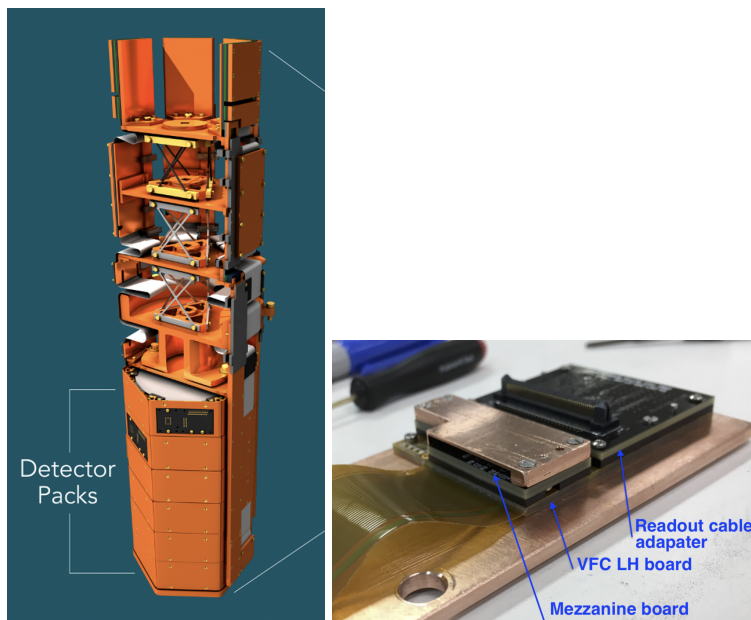 Detector
Packs
Readout cable
adapater
VFC LH board
Mezzanine board